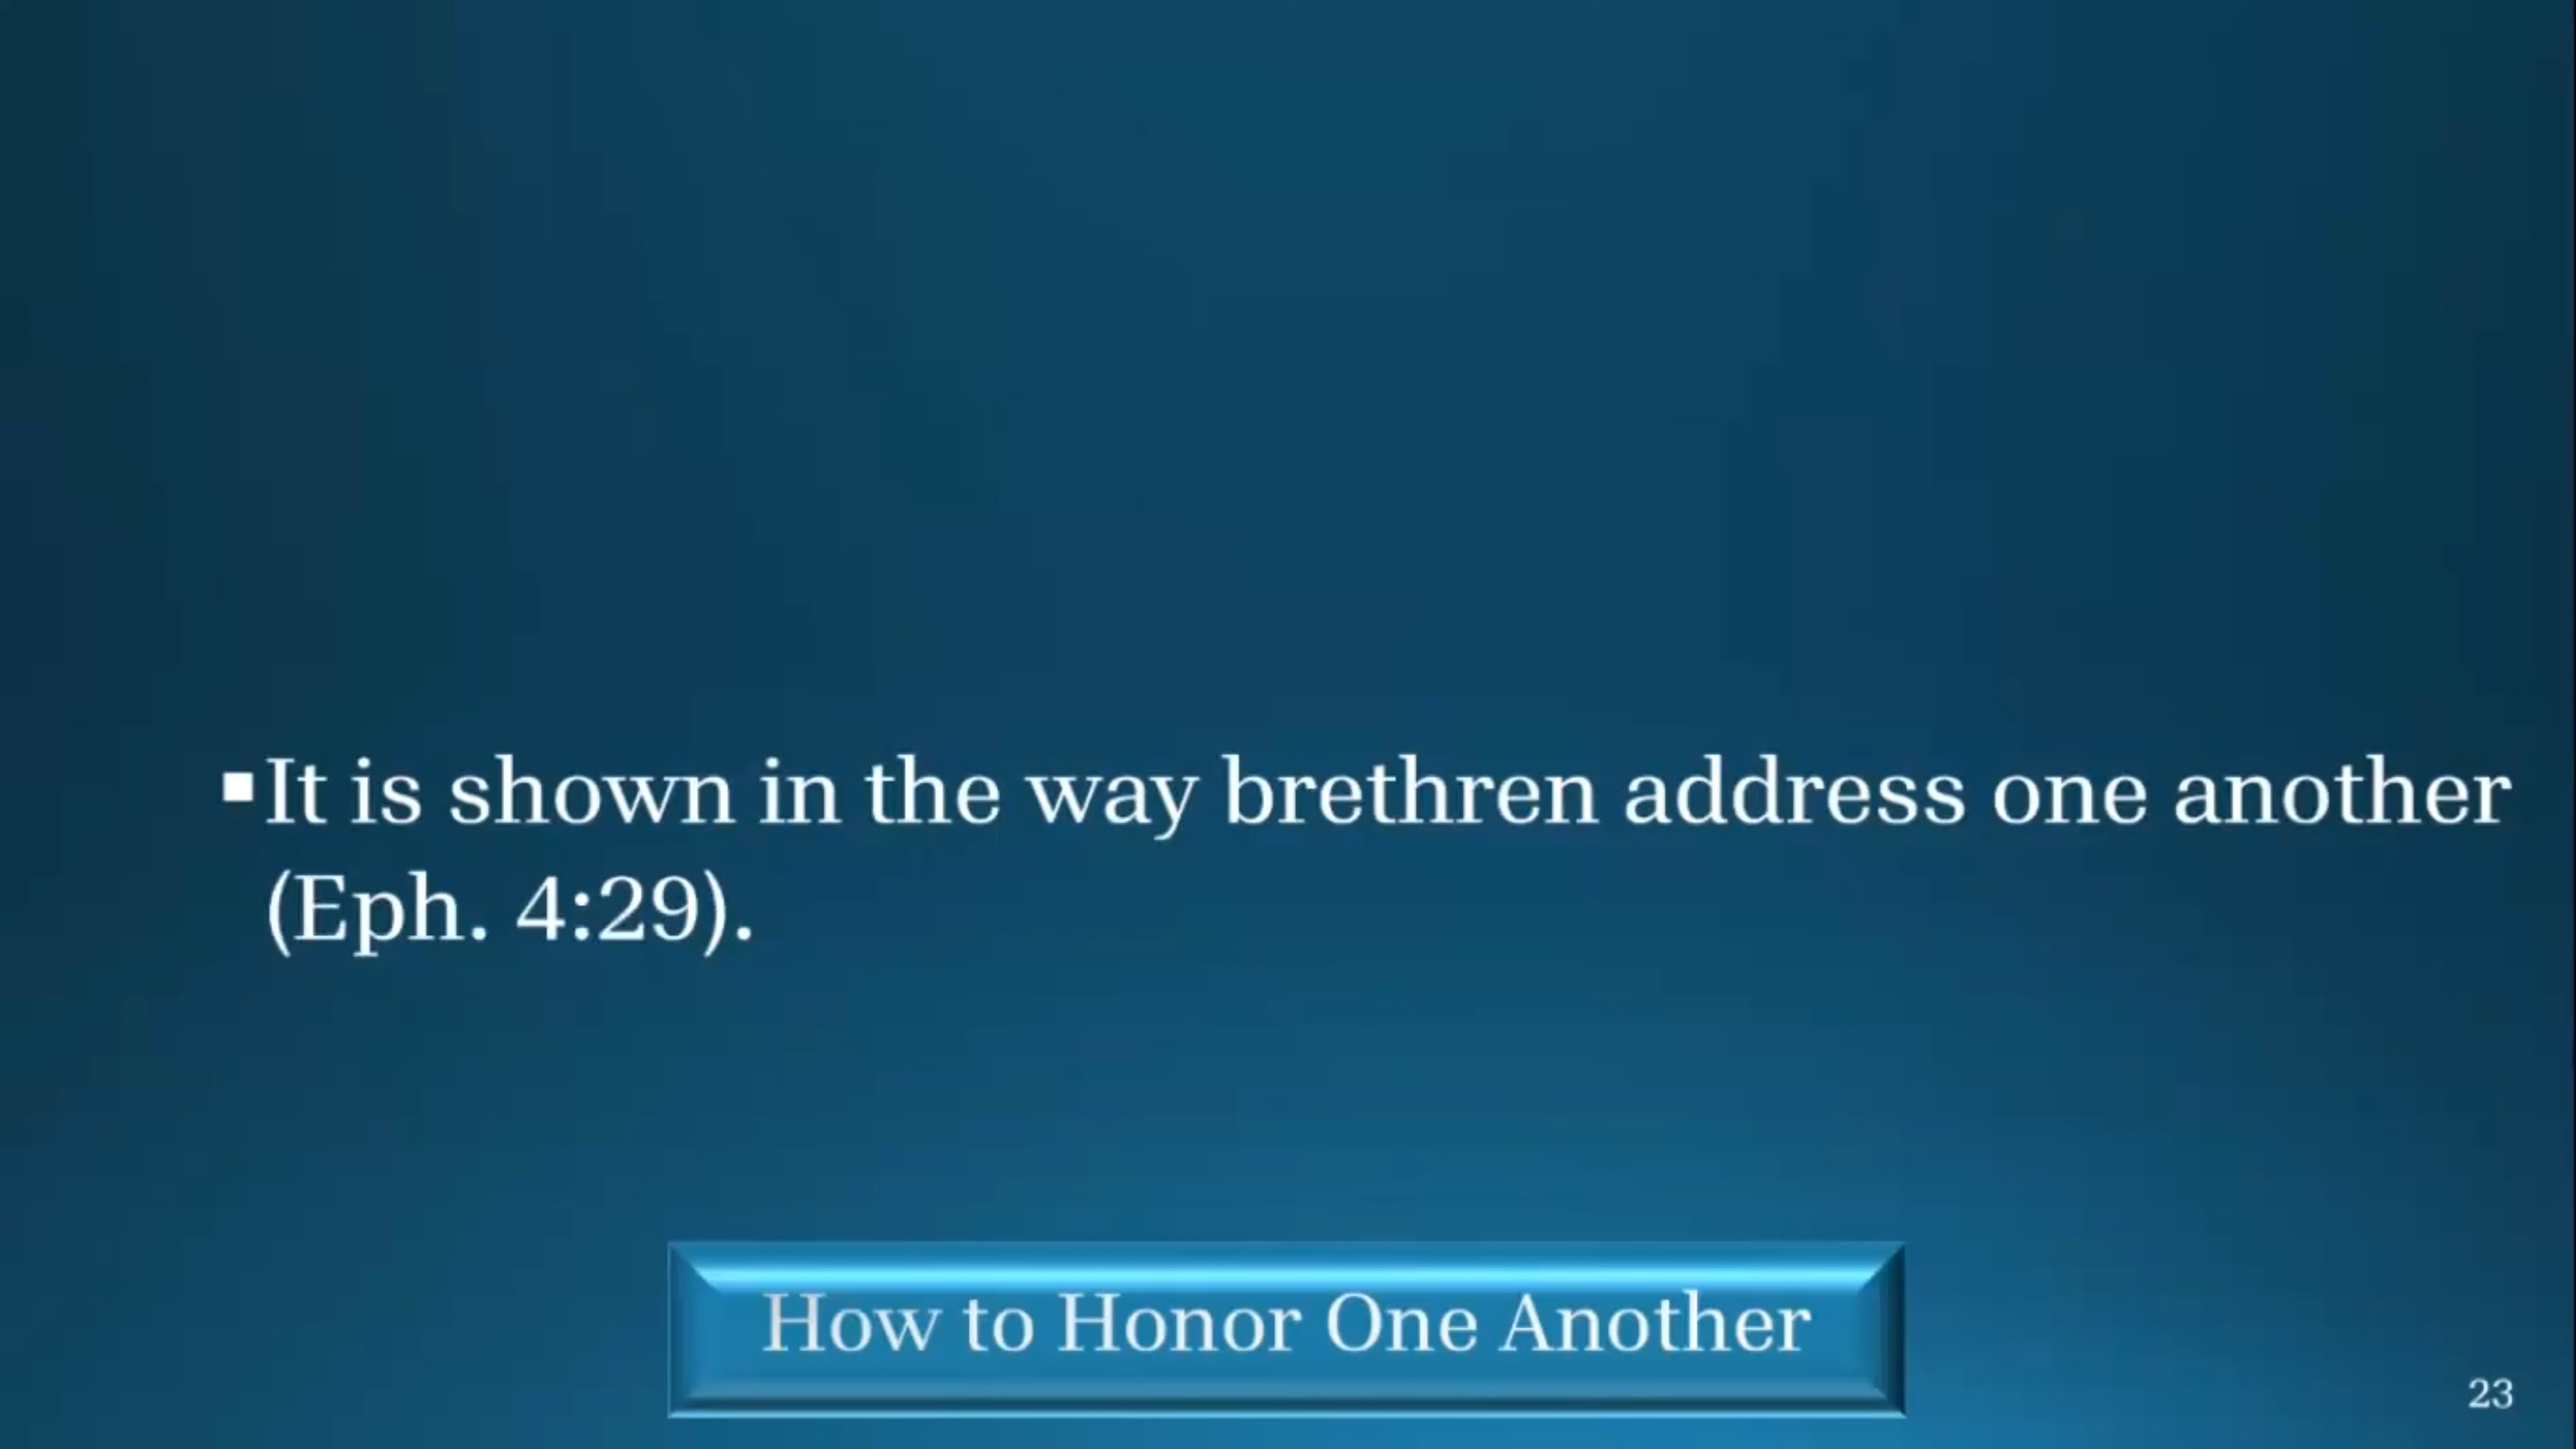 ▪It is shown in the way brethren address one another
(Eph. 4:29).
How to Honor One Another
23